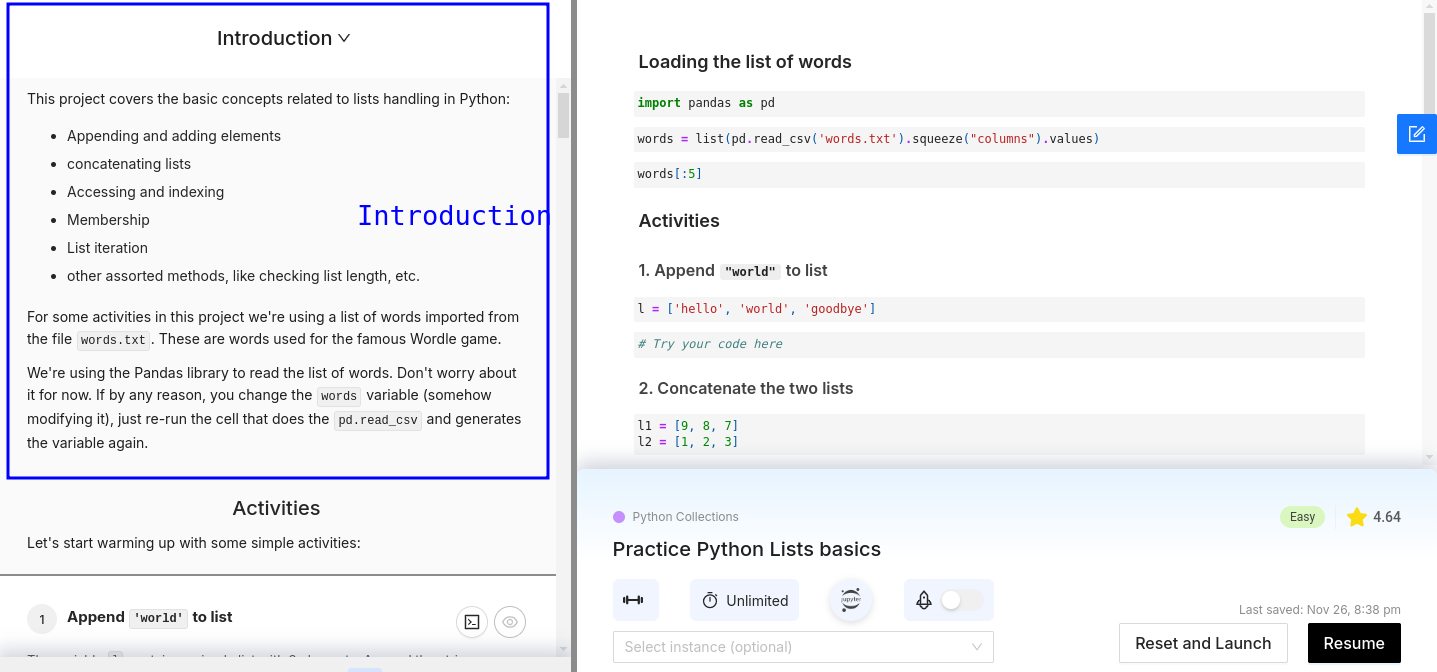 Introduction
This project covers the basic concepts related to lists handling in Python:
Appending and adding elements
concatenating lists
Accessing and indexing
Membership
List iteration
other assorted methods, like checking list length, etc.
Introduction
For some activities in this project we're using a list of words imported from
the file words.txt. These are words used for the famous Wordle game.
We're using the Pandas library to read the list of words. Don't worry about
it for now. If by any reason, you change the words variable (somehow
modifying it), just re-run the cell that does the pd.read_csv and generates
the variable again.
Activities
Let's start warming up with some simple activities:
1 Append 'world' to list
Loading the list of words
import pandas as pd
words = list(pd.read_csv('words.txt').squeeze("columns").values)
words[:5]
Activities
1. Append "world" to list
l = ['hello', 'world', 'goodbye']
# Try your code here
2. Concatenate the two lists
l1 = [9, 8, 7]
l2 = [1, 2, 3]
Python Collections
Easy
4.64
Practice Python Lists basics
Unlimited
jupyter
Select instance (optional)
Last saved: Nov 26, 8:38 pm
Reset and Launch
Resume